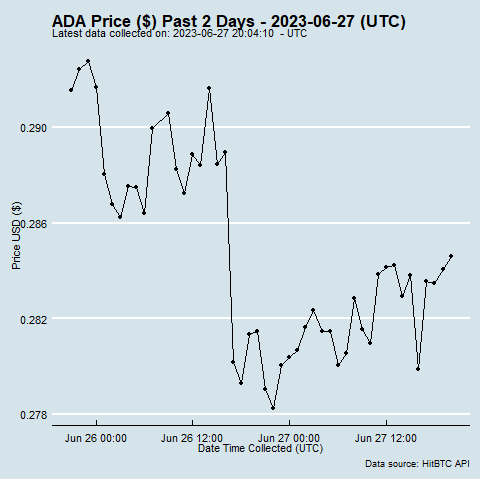 ADA Price ($) Past 2 Days - 2023-06-27 (UTC)
Latest data collected on: 2023-06-27 20:04:10  - UTC
0.290
0.286
0.282
0.278
Price USD ($)
Jun 26 00:00 Jun 26 12:00 Jun 27 00:00 Jun 27 12:00
Date Time Collected (UTC)
Data source: HitBTC API